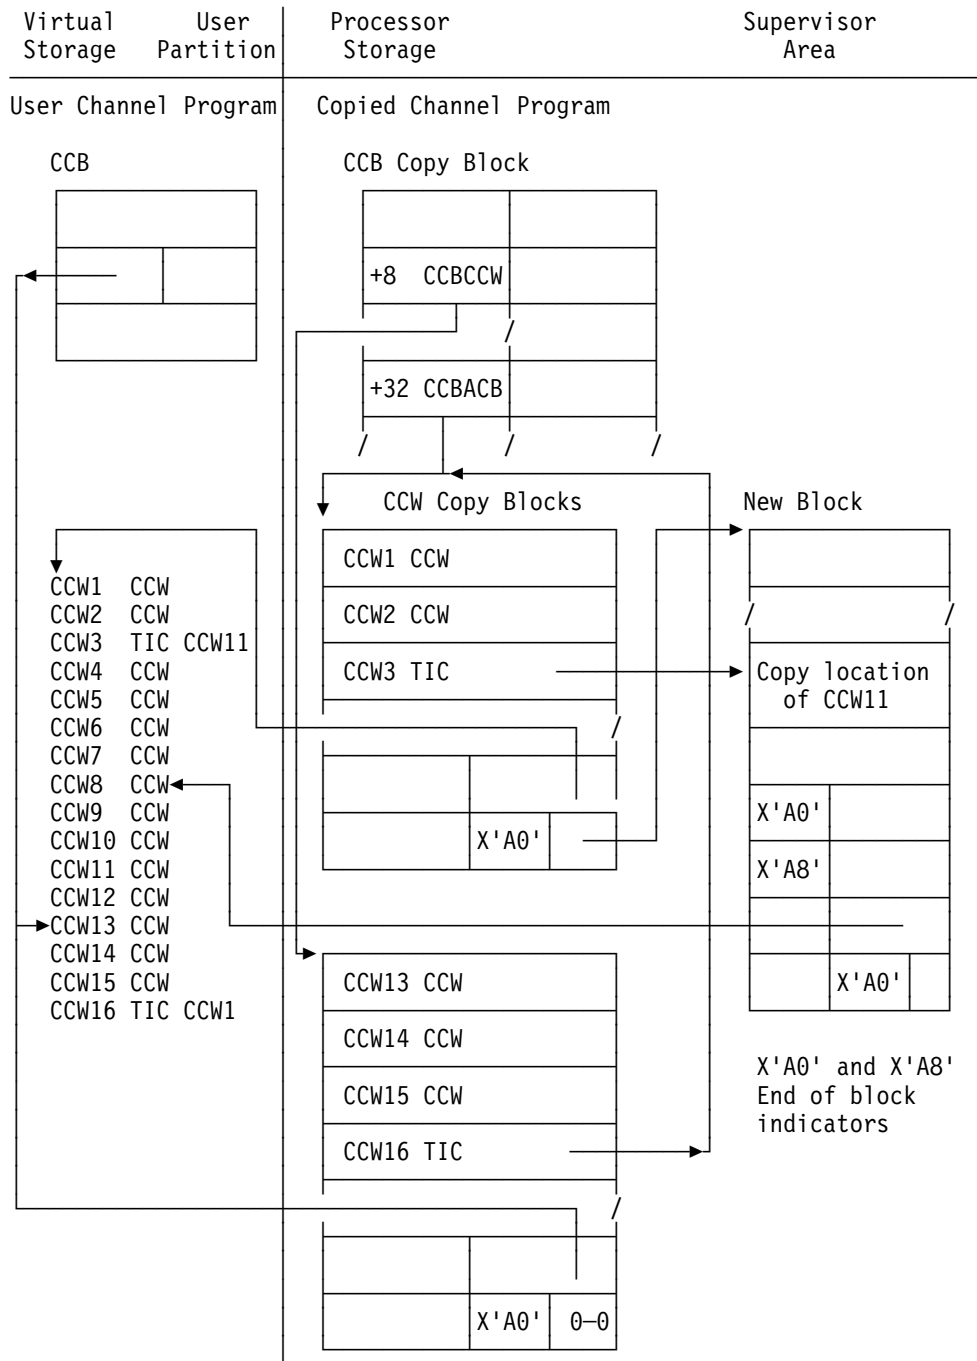 Virtual User Processor Supervisor
Storage Partition Storage Area
User Channel Program Copied Channel Program
CCB CCB Copy Block
+8 CCBCCW
/
+32 CCBACB
/ / /
CCW Copy Blocks New Block
CCW1 CCW
CCW1 CCW
CCW2 CCW
CCW2 CCW
/ /
CCW3 TIC CCW11
CCW3 TIC Copy location
of CCW11
CCW4 CCW
CCW5 CCW
CCW6 CCW
/
CCW7 CCW
CCW8 CCW
CCW9 CCW
X'A0'
CCW10 CCW
X'A0'
CCW11 CCW
X'A8'
CCW12 CCW
CCW13 CCW
CCW14 CCW
CCW15 CCW
CCW13 CCW
X'A0'
CCW16 TIC CCW1
CCW14 CCW
X'A0' and X'A8'
End of block
indicators
CCW15 CCW
CCW16 TIC
/
X'A0' 0–0